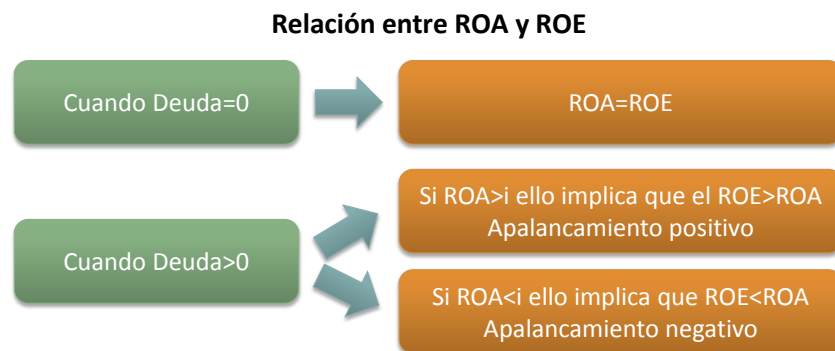 Relación entre ROA y ROE
Cuando Deuda=0
ROA=ROE
Cuando Deuda>0
Si ROA>i ello implica que el ROE>ROA
Apalancamiento positivo
Si ROA<i ello implica que ROE<ROA
Apalancamiento negativo